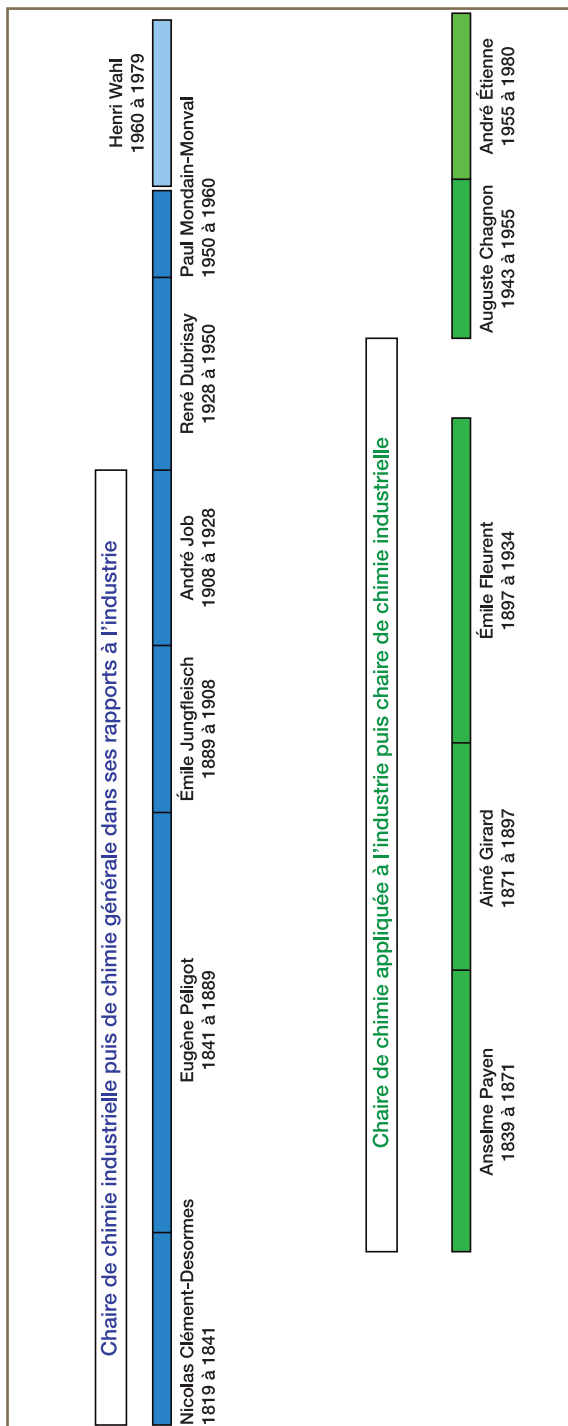 Chaire de chimie industrielle puis de chimie générale dans ses rapports à l'industrie
Nicolas Clément-Desormes
1819 à 1841
Eugène Péligot
1841 à 1889
Émile Jungfleisch
1889 à 1908
André Job
1908 à 1928
René Dubrisay
1928 à 1950
Paul Mondain-Monval
1950 à 1960
Henri Wahl
1960 à 1979
Chaire de chimie appliquée à l'industrie puis chaire de chimie industrielle
Anselme Payen
1839 à 1871
Aimé Girard
1871 à 1897
Émile Fleurent
1897 à 1934
Auguste Chagnon
1943 à 1955
André Étienne
1955 à 1980